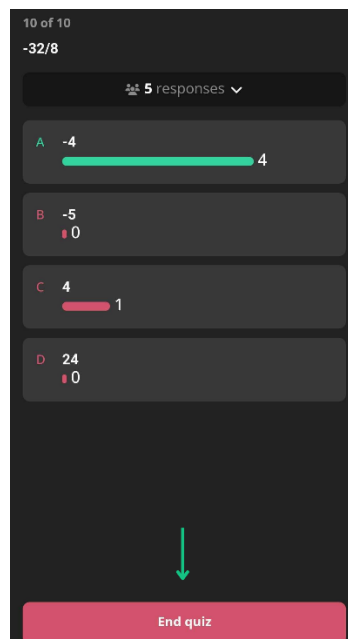 10 of 10
-32/8
5 responses
A -4
4
B -5
0
C 4
1
D 24
0
End quiz